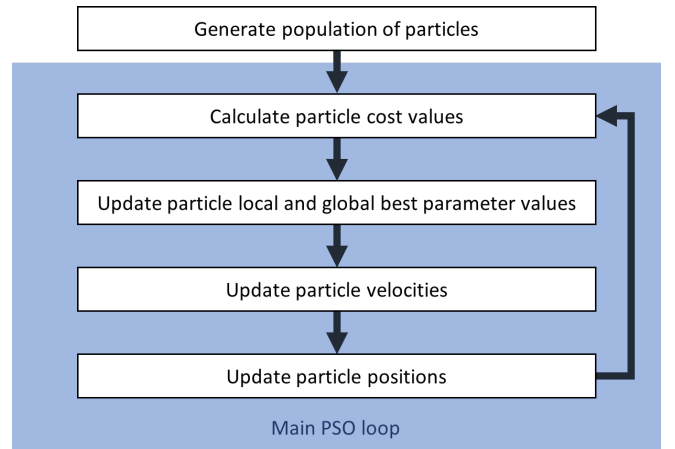 Generate population of particles
Calculate particle cost values
Update particle local and global best parameter values
Update particle velocities
Update particle positions
Main PSO loop